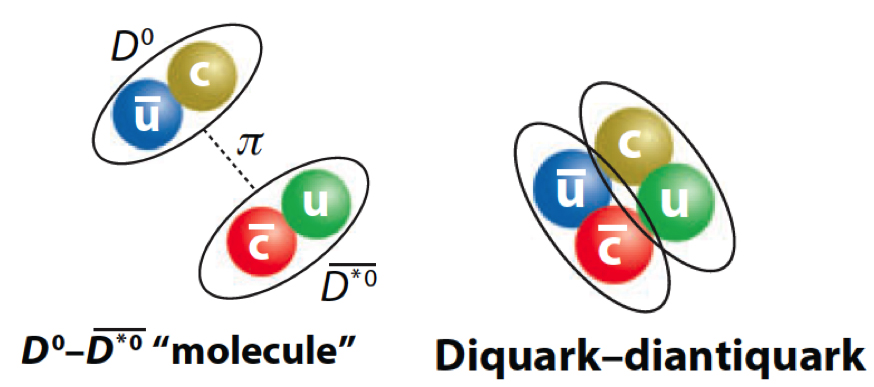 D⁰
c
u̅
π
u
c̅
D̅*⁰
c
u̅
u
c̅
D⁰–D̅*⁰ “molecule”
Diquark–diantiquark